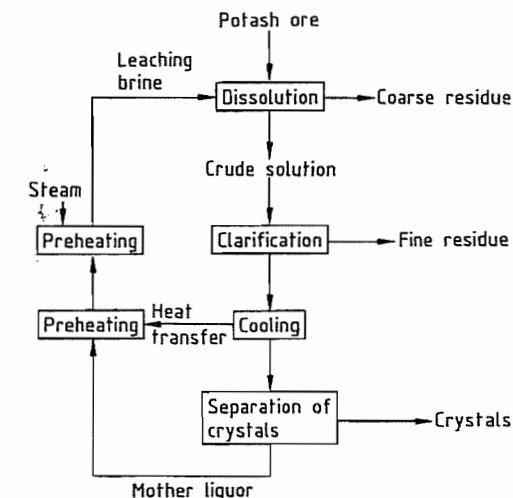 Potash ore
Leaching
brine
Dissolution
Coarse residue
Crude solution
Steam
Preheating
Clarification
Fine residue
Preheating
Heat
transfer
Cooling
Separation of
crystals
Crystals
Mother liquor